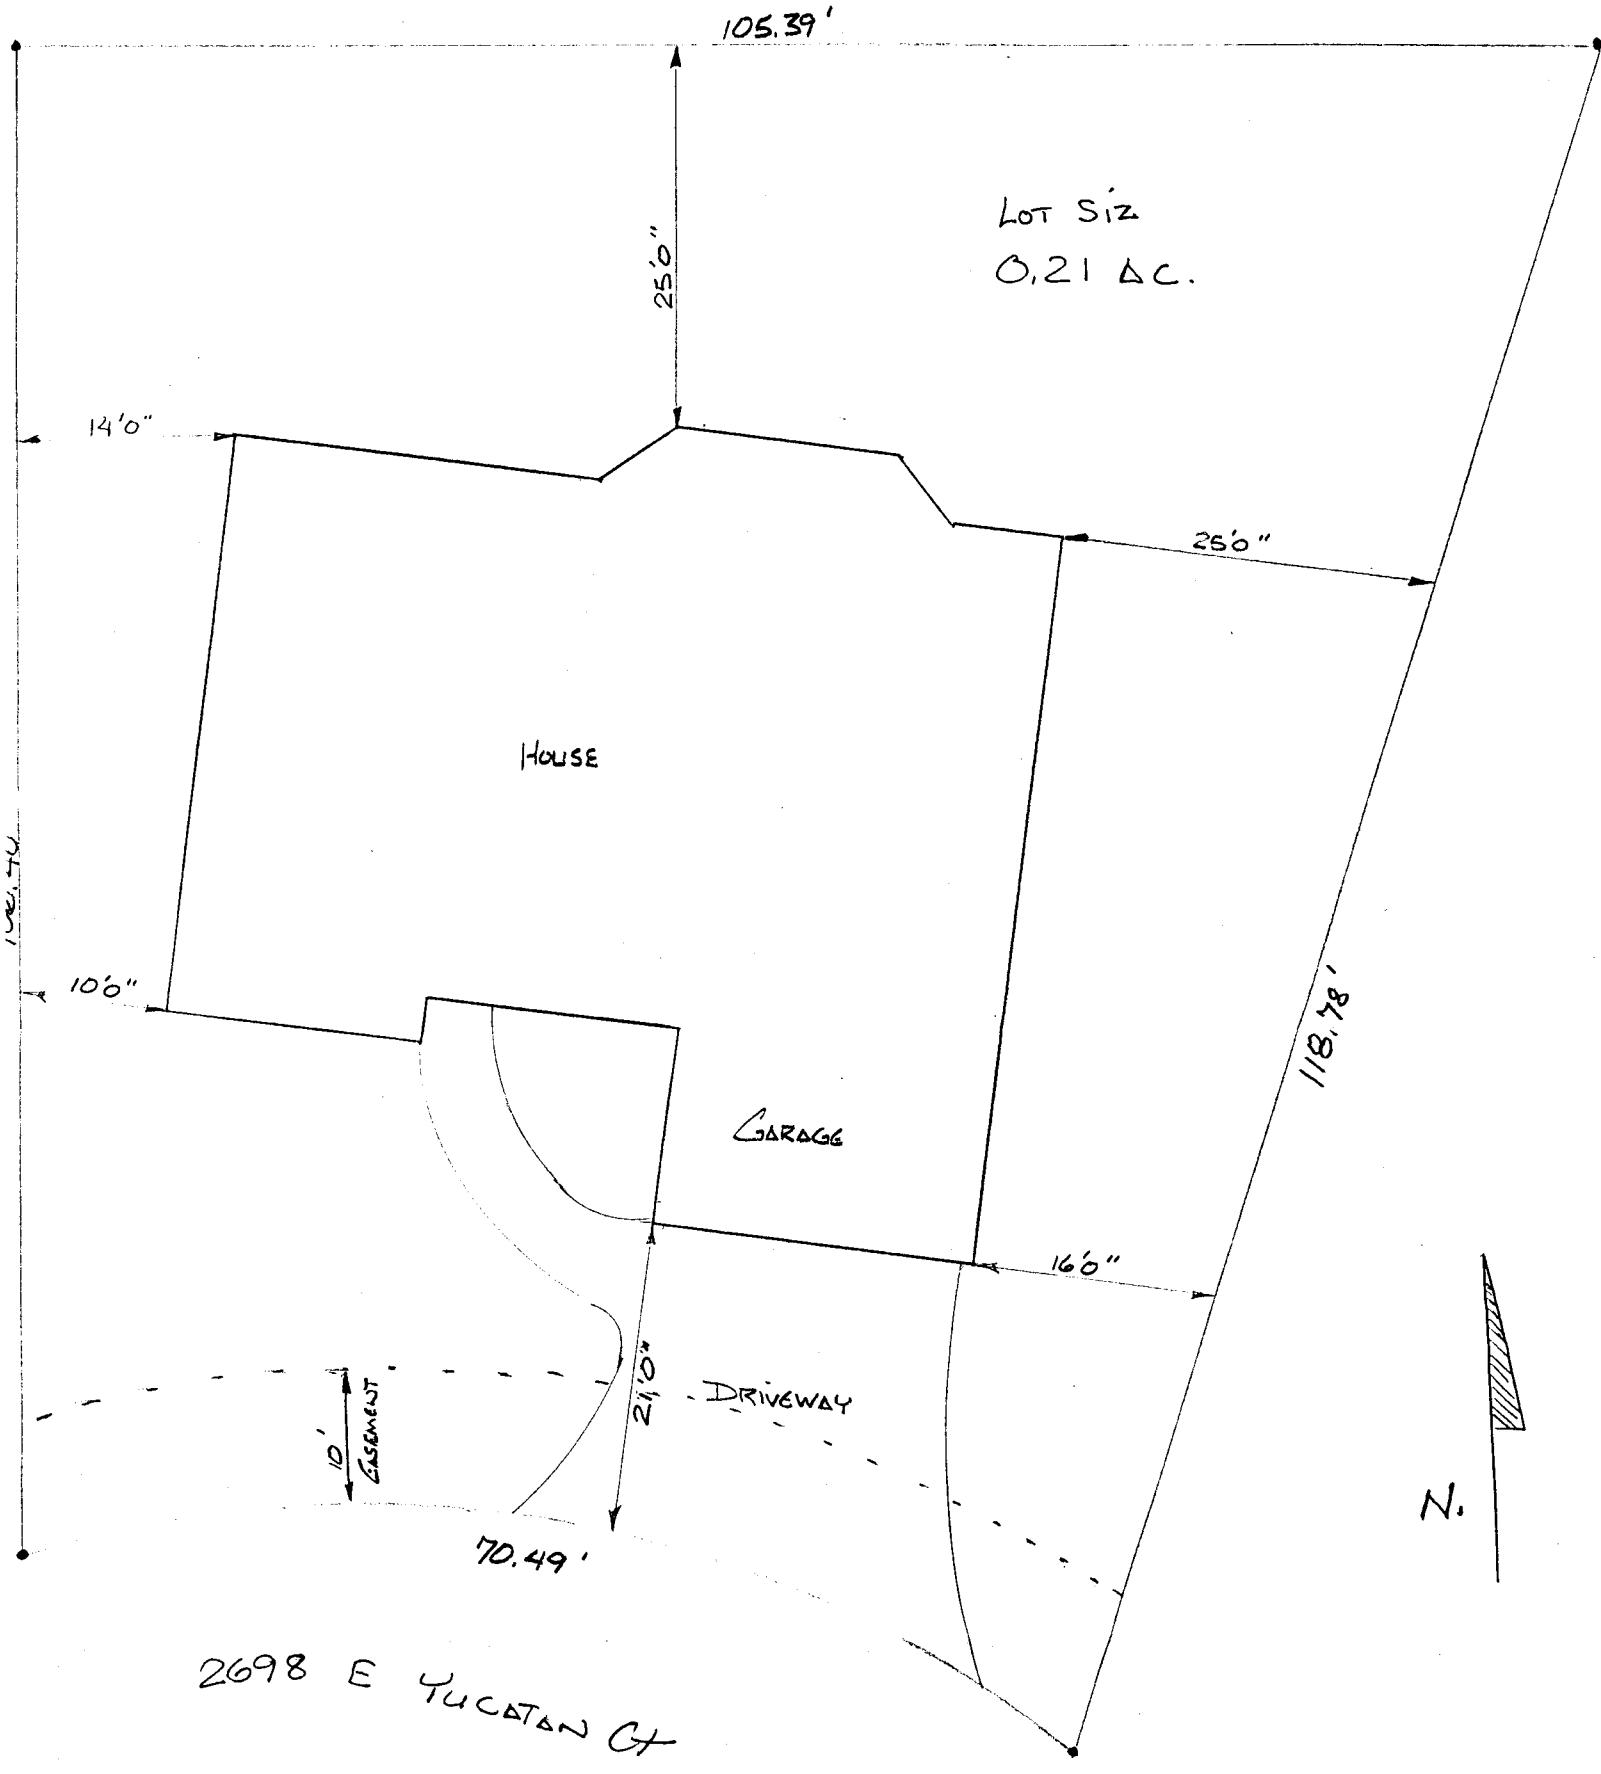 105.39'
LOT SIZ
0.21 AC.
25'0"
14'0"
25'0"
HOUSE
10'0"
118.78'
GARAGE
16'0"
21'0"
DRIVEWAY
10'
EASEMENT
N.
70.49'
2698 E YUCATAN Ct